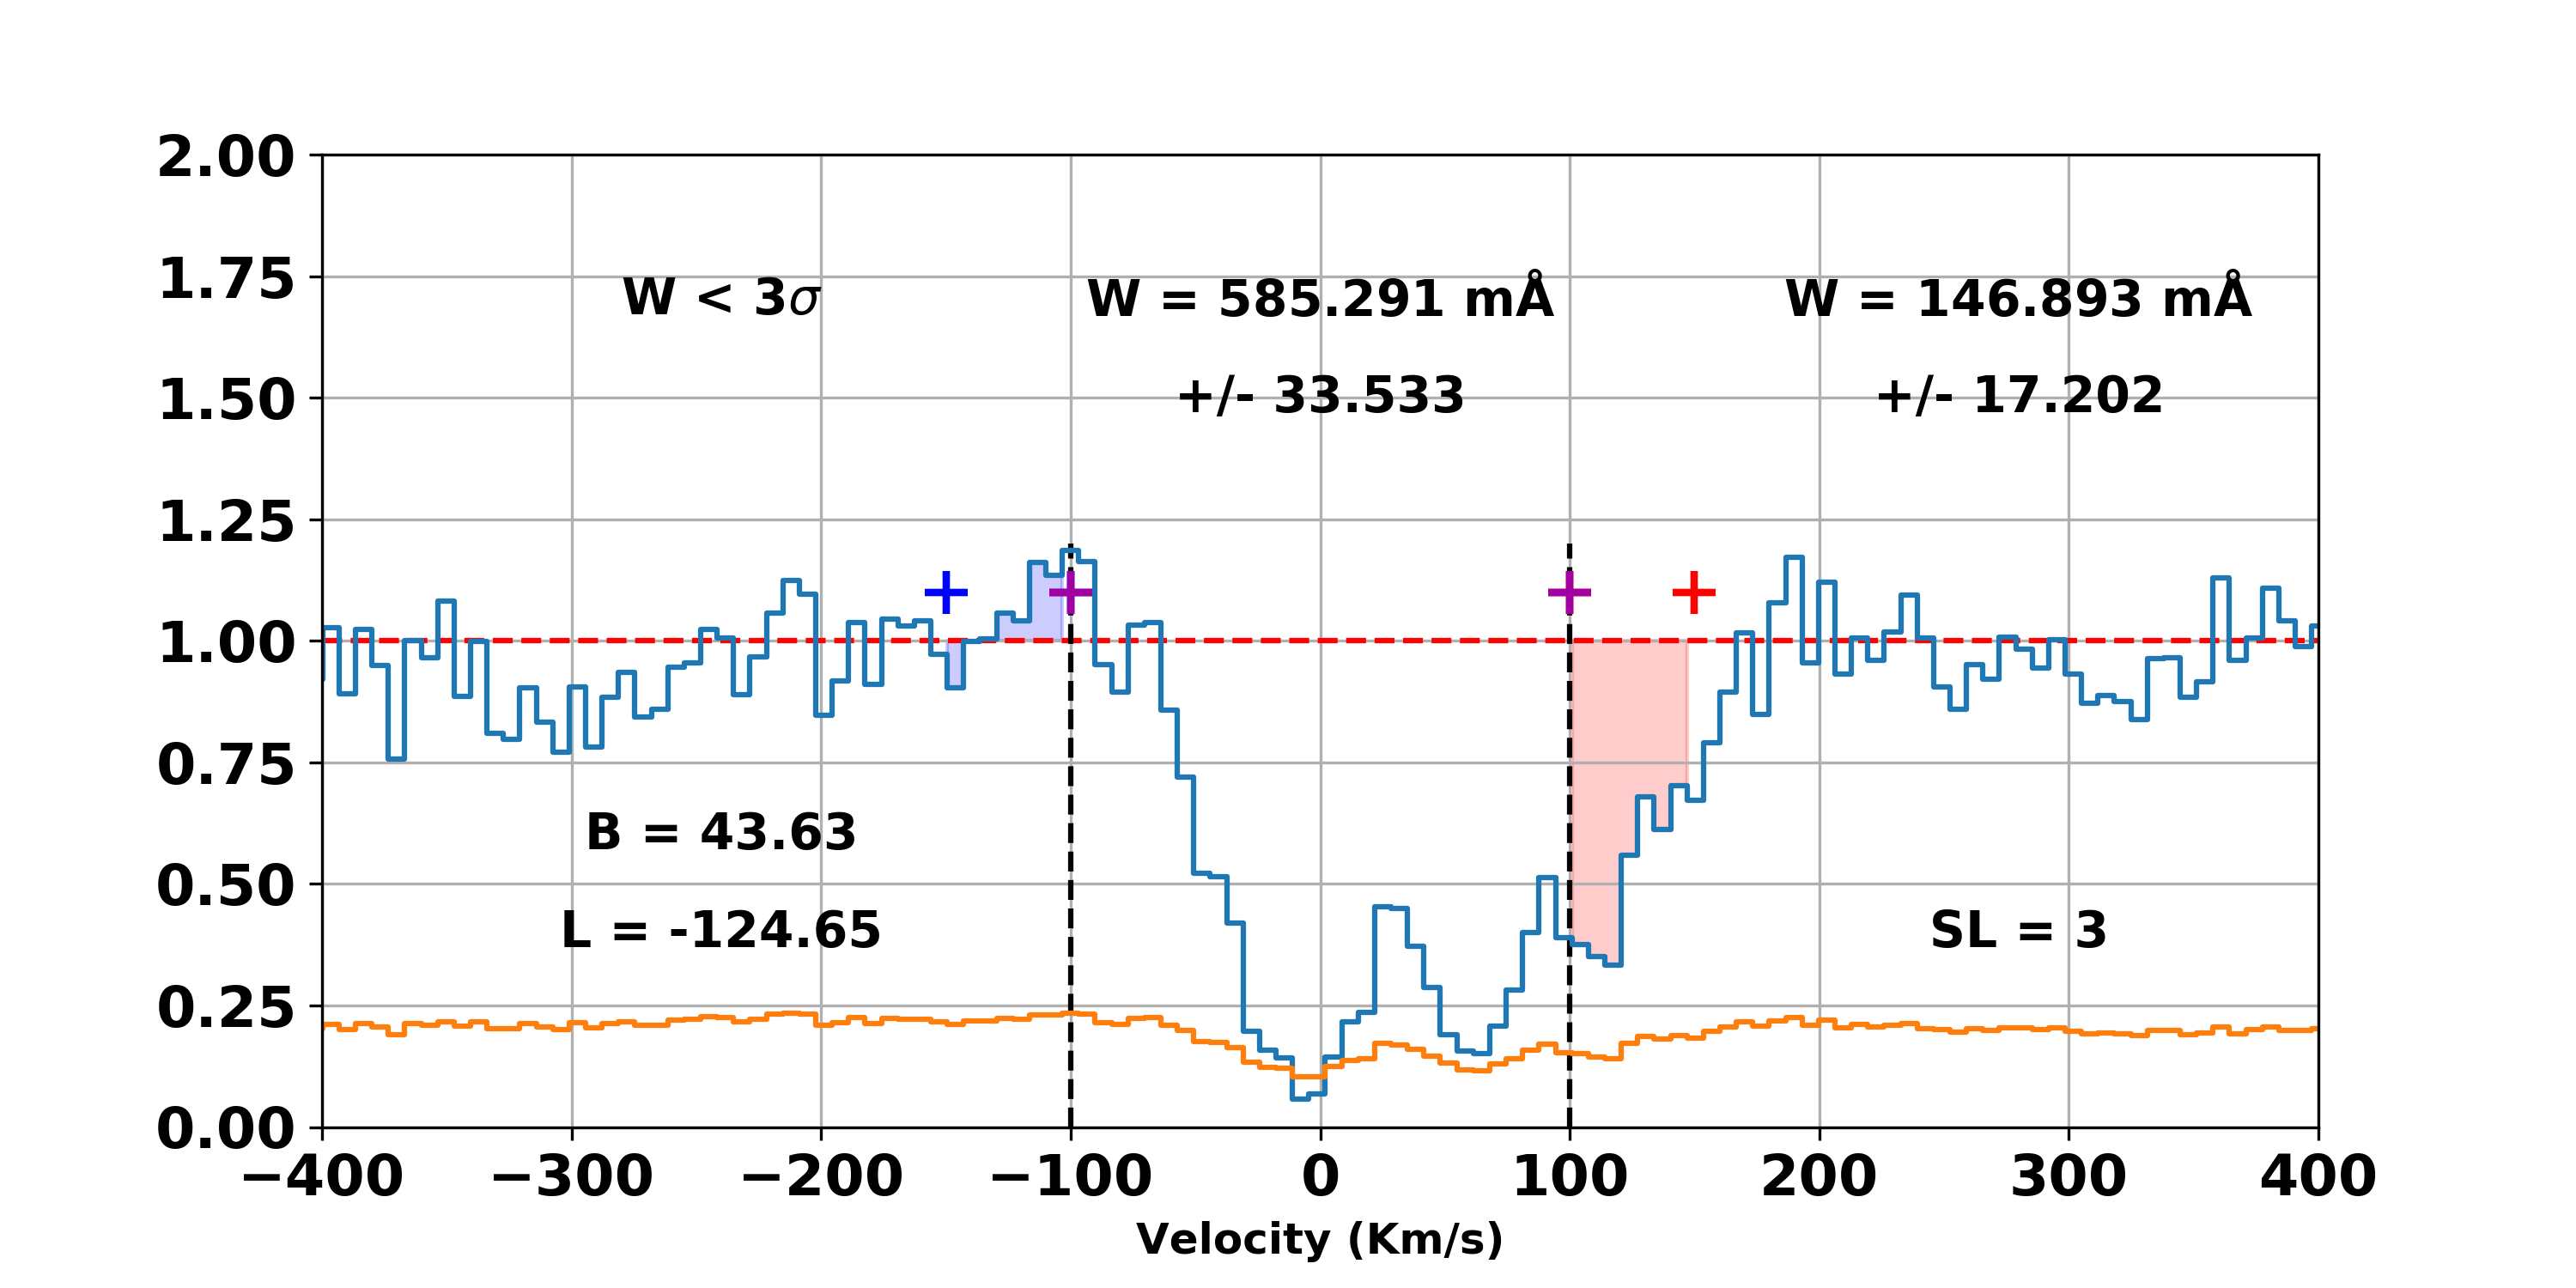 2.00
1.75
1.50
1.25
1.00
0.75
0.50
0.25
0.00
W < 3σ
W = 585.291 mÅ
+/- 33.533
W = 146.893 mÅ
+/- 17.202
B = 43.63
L = -124.65
SL = 3
−400 −300 −200 −100 0 100 200 300 400
Velocity (Km/s)